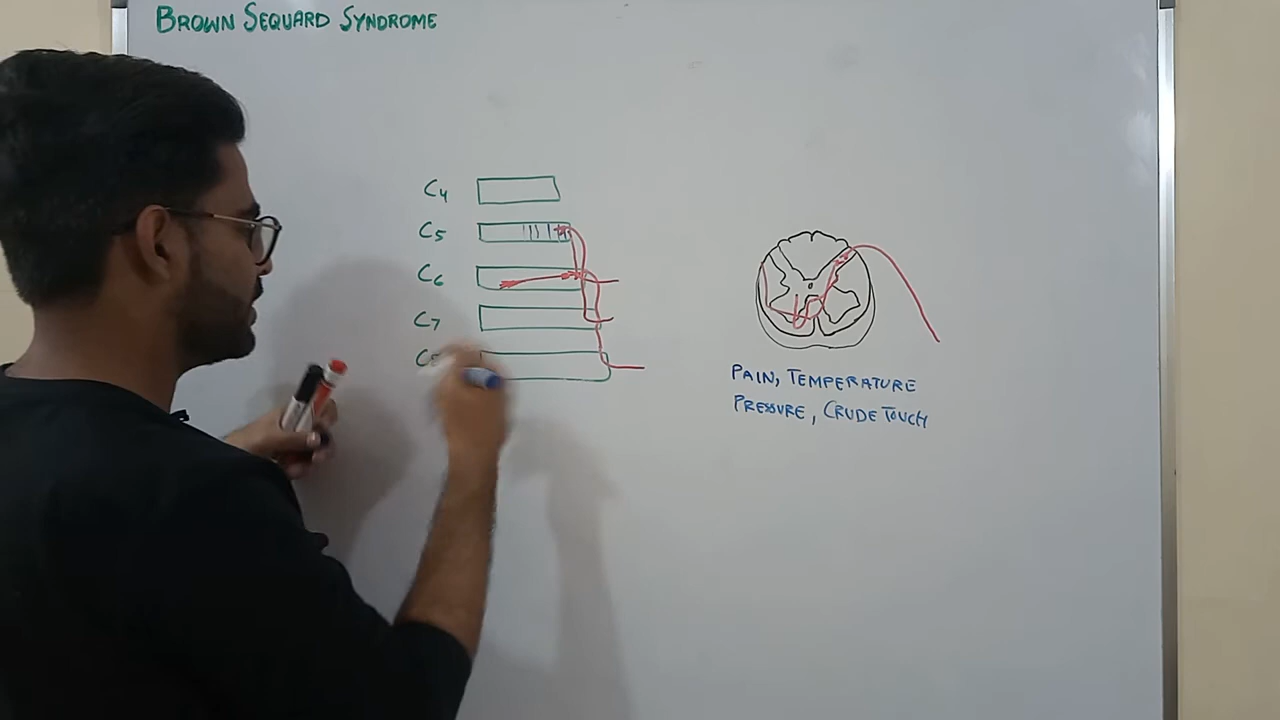 BROWN SEQUARD SYNDROME
C4
C5
C6
C7
PAIN, TEMPERATURE
PRESSURE, CRUDE TOUCH